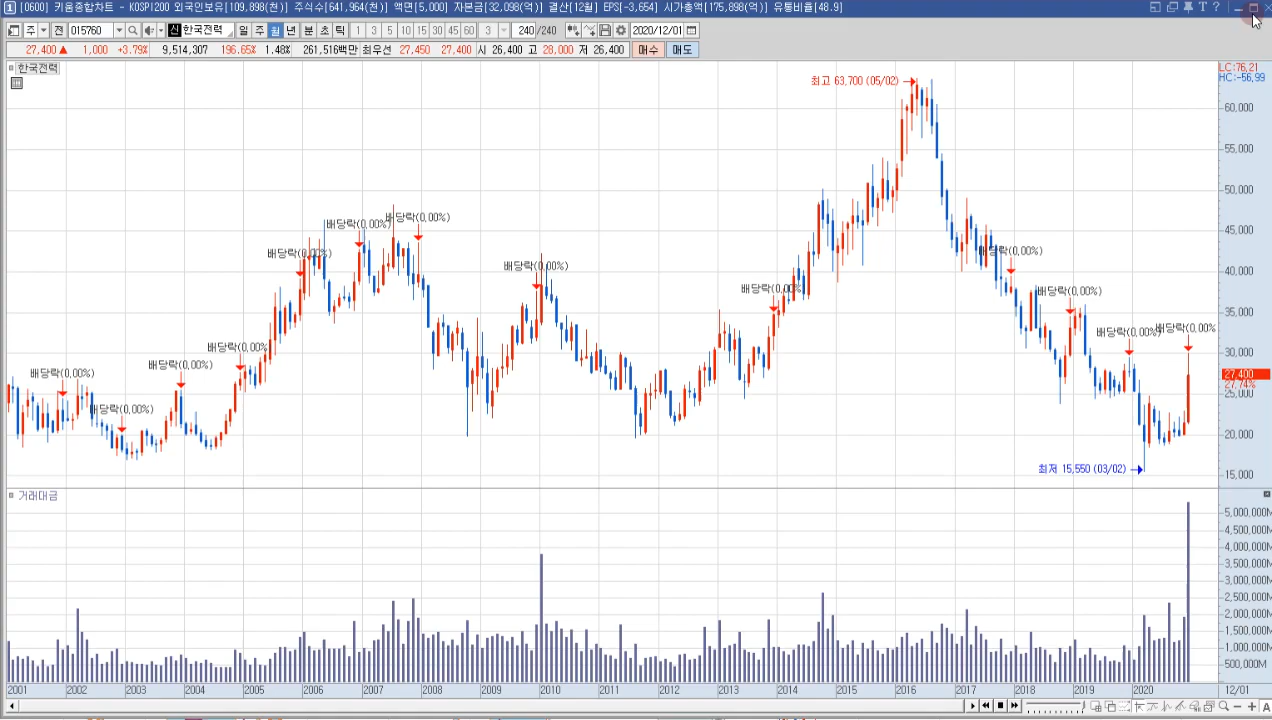 1 [0600] 키움종합차트 - KOSPI200 외국인보유[109,898(천)] 주식수[641,964(천)] 액면[5,000] 자본금[32,098(억)] 결산[12월] EPS[-3,654] 시가총액[175,898(억)] 유동비율[48.9]
주 전 015760 신 한국전력 일 주 월 년 분 초 틱 1 3 5 10 15 30 45 60 3 240 /240 2020/12/01
27,400 ▲ 1,000 +3.79% 9,514,307 196.65% 1.48% 261,516백만 최우선 27,450 27,400 시 26,400 고 28,000 저 26,400 매수 매도
한국전력
LC:76,21
HC:-56,99
최고 63,700 (05/02)
60,000
55,000
50,000
45,000
40,000
35,000
30,000
27,400
27.74%
25,000
20,000
15,000
배당락(0,00%)
배당락(0,00%)
배당락(0,00%)
배당락(0,00%)
배당락(0,00%)
배당락(0,00%)
배당락(0,00%)
배당락(0,00%)
배당락(0,00%)
배당락(0,00%)
배당락(0,00%)
배당락(0,00%)
배당락(0,00%)
최저 15,550 (03/02)
거래대금
5,000,000M
4,500,000M
4,000,000M
3,500,000M
3,000,000M
2,500,000M
2,000,000M
1,500,000M
1,000,000M
500,000M
2001 2002 2003 2004 2005 2006 2007 2008 2009 2010 2011 2012 2013 2014 2015 2016 2017 2018 2019 2020 12/01